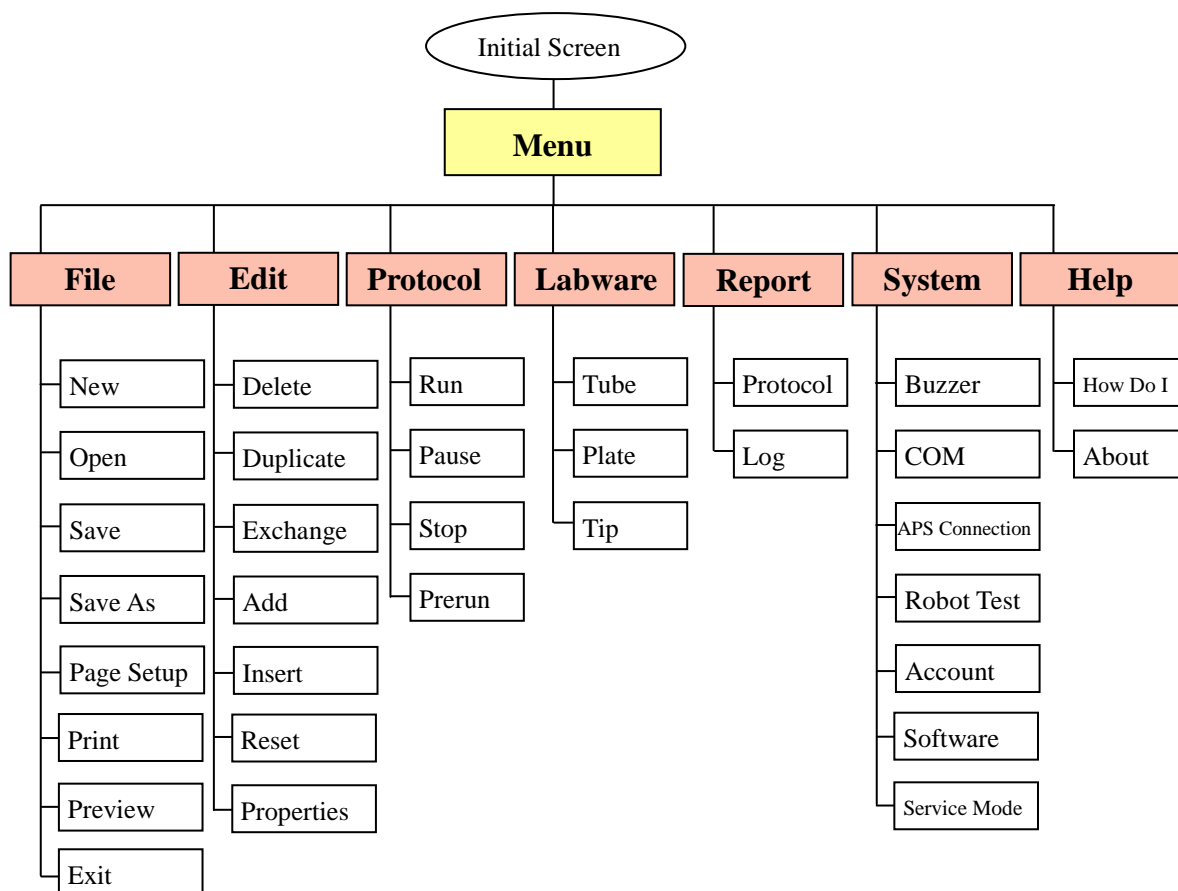 Initial Screen
Menu
File
Edit
Protocol
Labware
Report
System
Help
New
Open
Save
Save As
Page Setup
Print
Preview
Exit
Delete
Duplicate
Exchange
Add
Insert
Reset
Properties
Run
Pause
Stop
Prerun
Tube
Plate
Tip
Protocol
Log
Buzzer
COM
APS Connection
Robot Test
Account
Software
Service Mode
How Do I
About